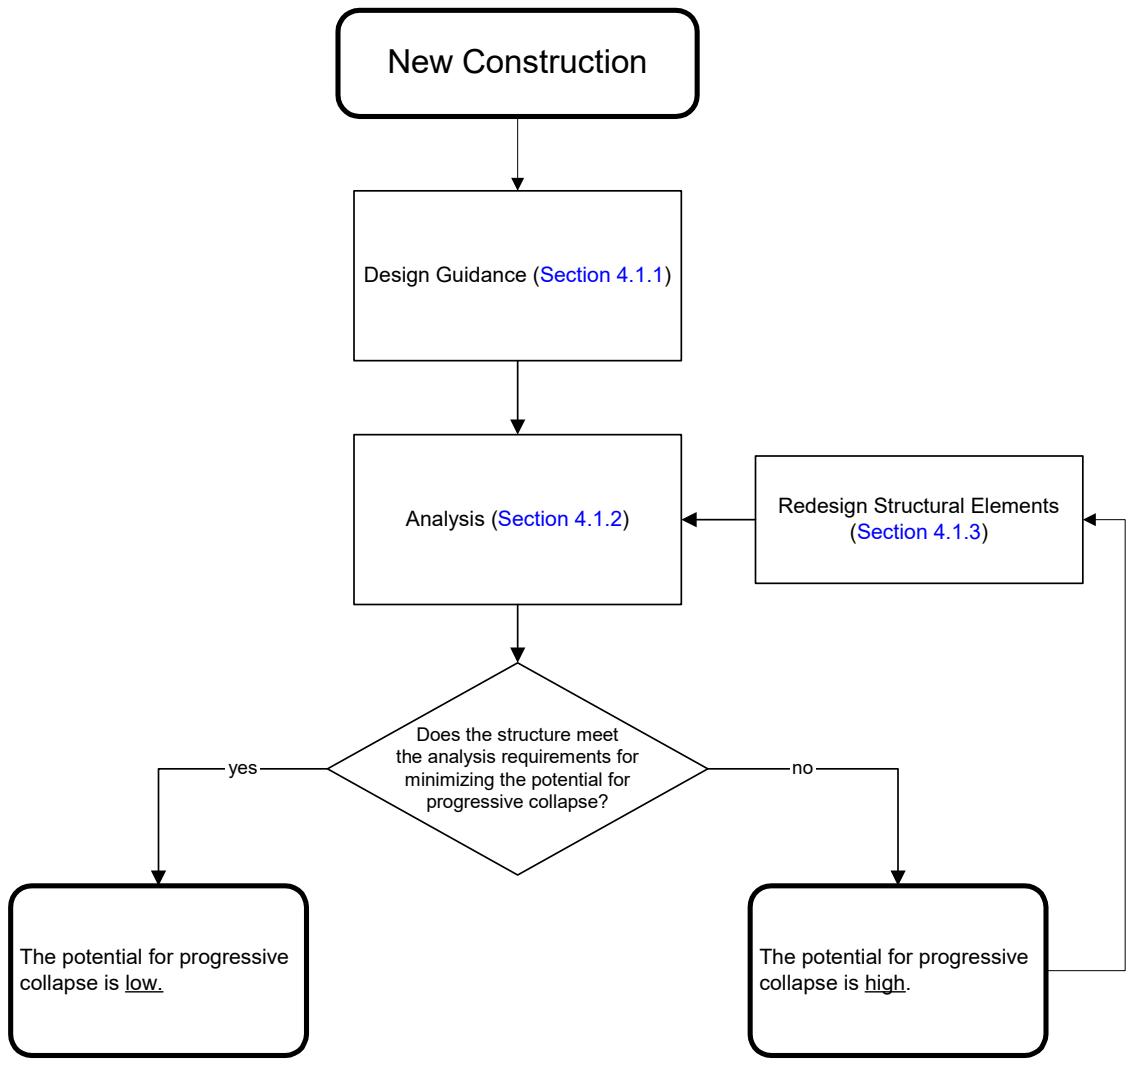 New Construction
Design Guidance (Section 4.1.1)
Analysis (Section 4.1.2)
Redesign Structural Elements
(Section 4.1.3)
Does the structure meet
the analysis requirements for
minimizing the potential for
progressive collapse?
yes
no
The potential for progressive
collapse is low.
The potential for progressive
collapse is high.